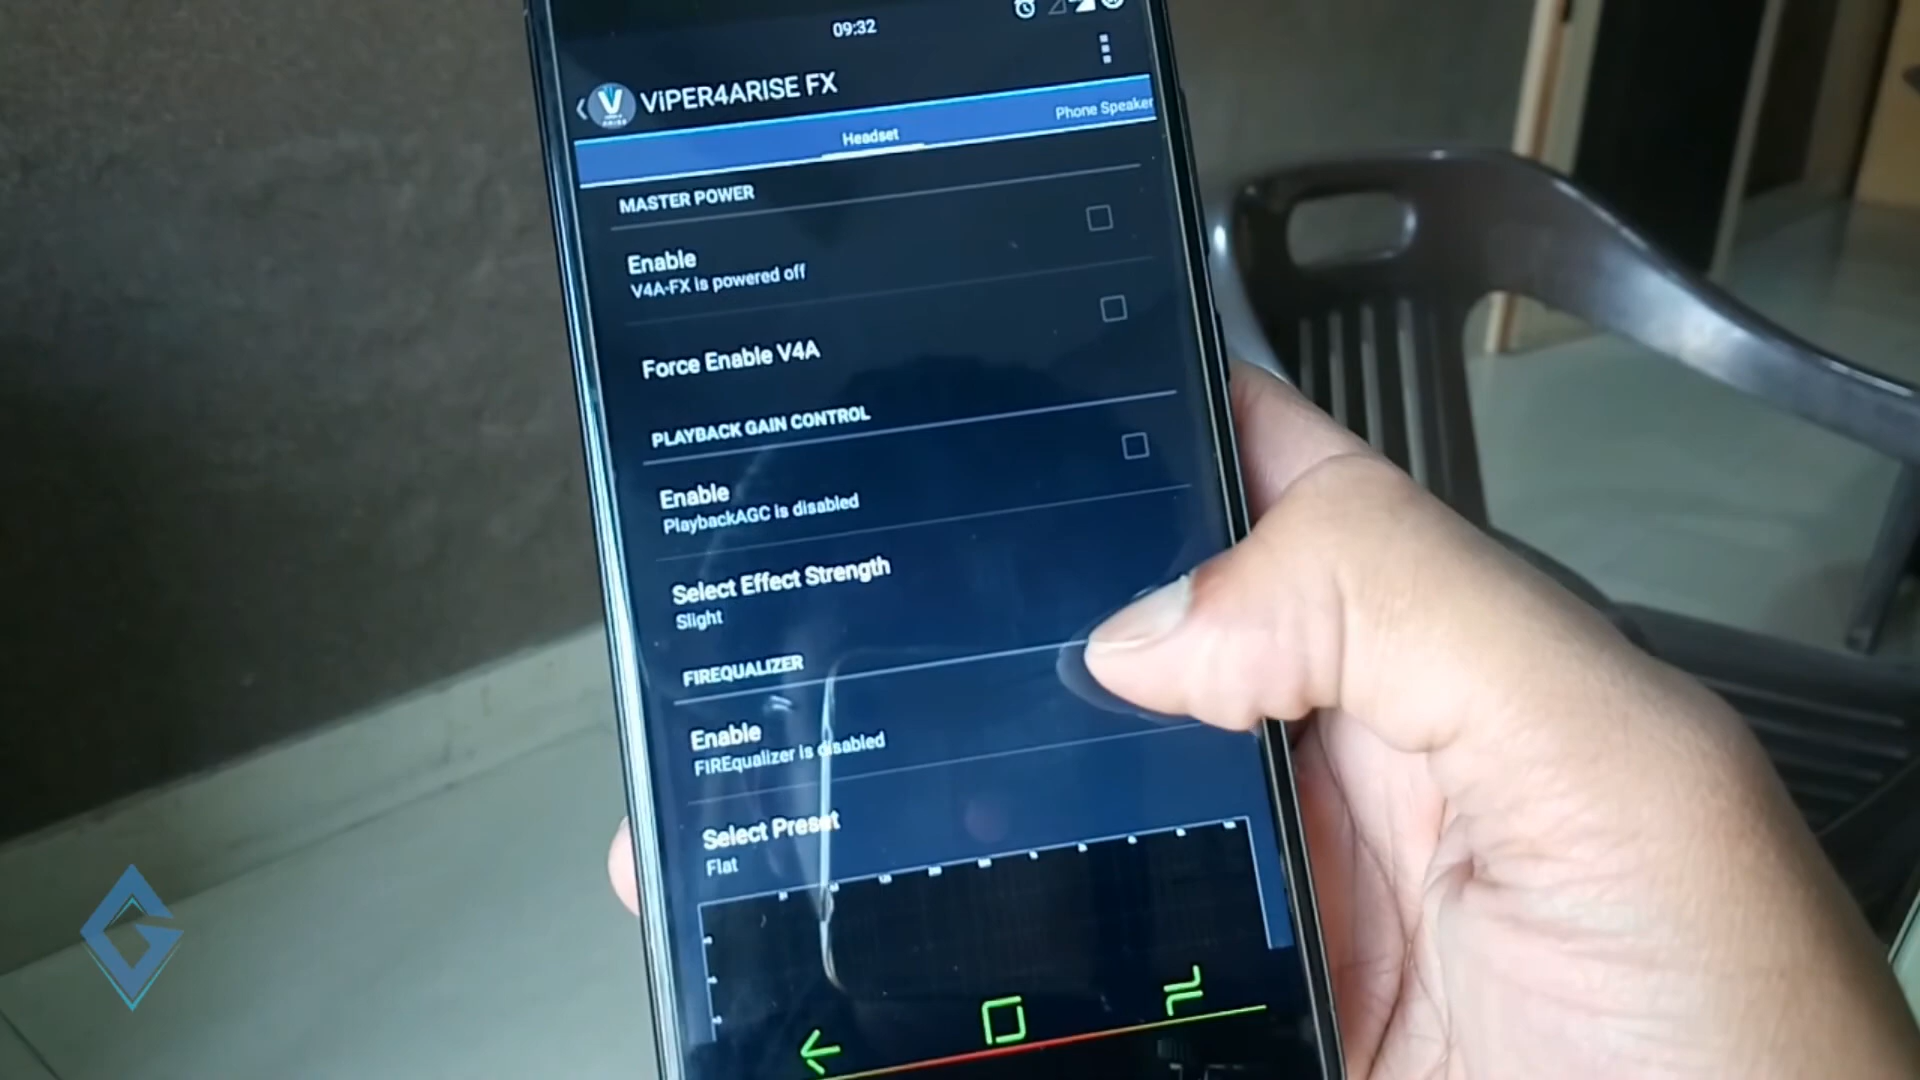 09:32
ViPER4ARISE FX
Headset
Phone Speaker
MASTER POWER
Enable
V4A-FX is powered off
Force Enable V4A
PLAYBACK GAIN CONTROL
Enable
PlaybackAGC is disabled
Select Effect Strength
Slight
FIREQUALIZER
Enable
FIREqualizer is disabled
Select Preset
Flat